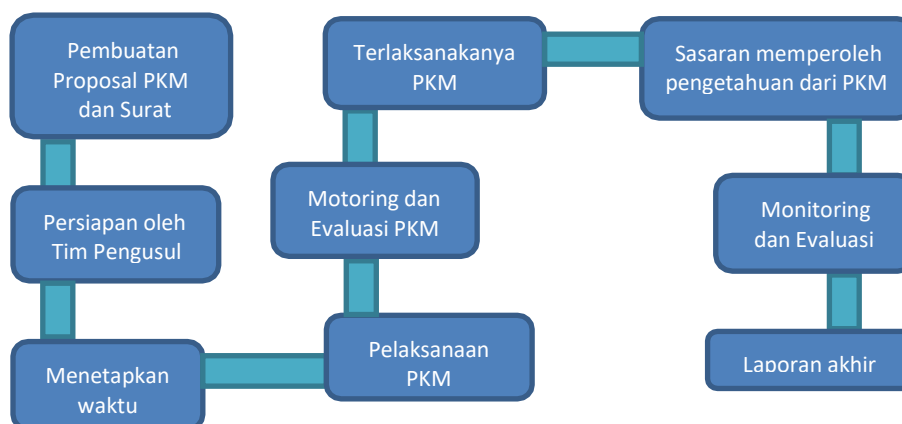 Pembuatan
Proposal PKM
dan Surat
Persiapan oleh
Tim Pengusul
Menetapkan
waktu
Pelaksanaan
PKM
Motoring dan
Evaluasi PKM
Terlaksanakanya
PKM
Sasaran memperoleh
pengetahuan dari PKM
Monitoring
dan Evaluasi
Laporan akhir